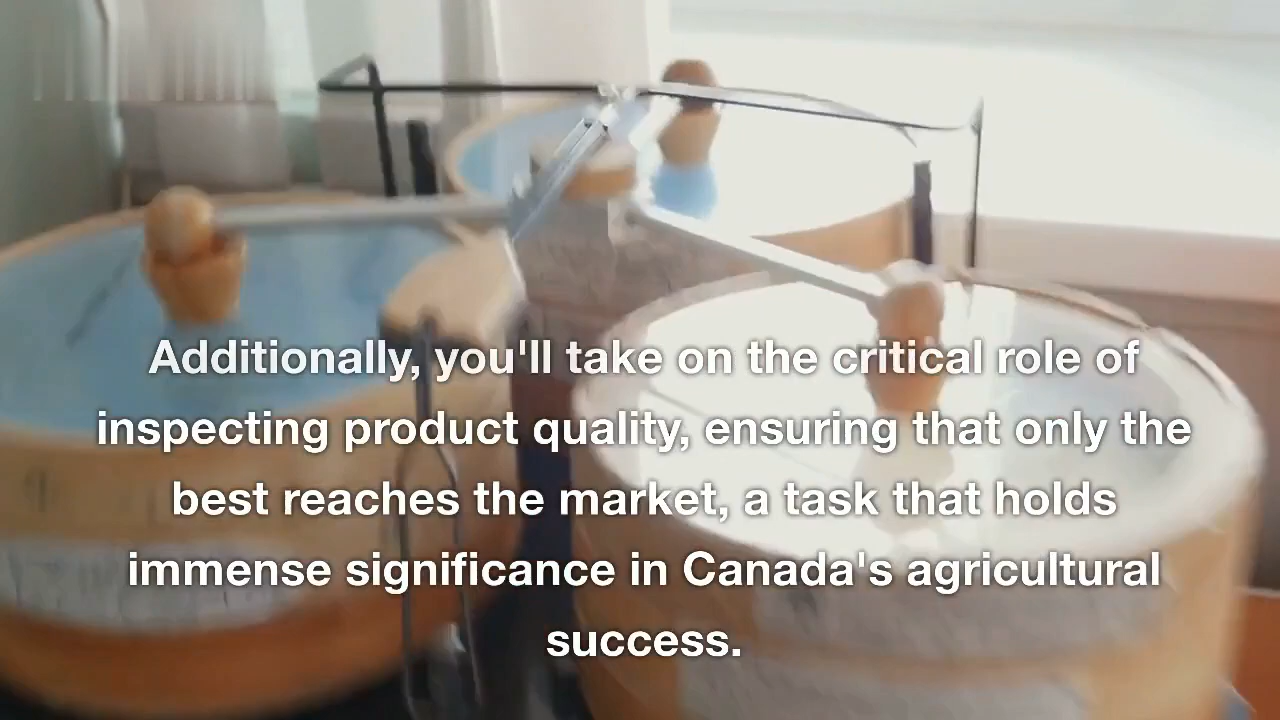 Additionally, you'll take on the critical role of
inspecting product quality, ensuring that only the
best reaches the market, a task that holds
immense significance in Canada's agricultural
success.